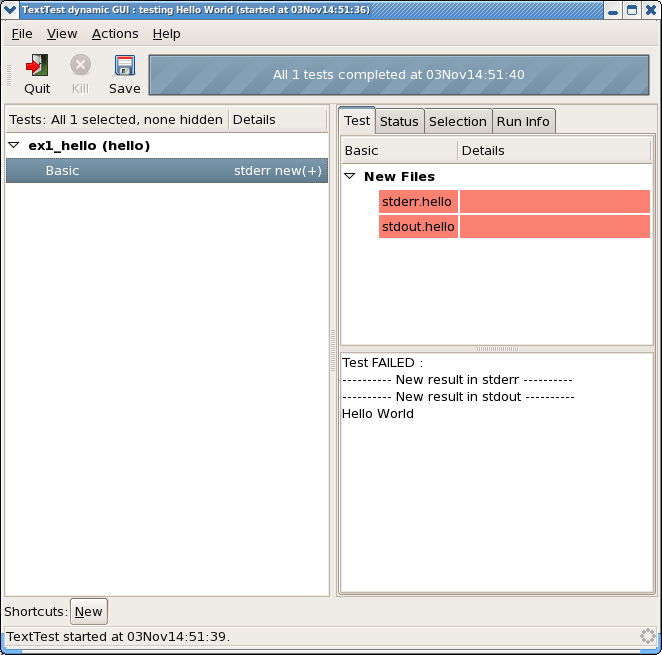 TextTest dynamic GUI : testing Hello World (started at 03Nov14:51:36)
File View Actions Help
Quit Kill Save
All 1 tests completed at 03Nov14:51:40
Tests: All 1 selected, none hidden Details
ex1_hello (hello)
Basic stderr new(+)
Test Status Selection Run Info
Basic Details
New Files
stderr.hello
stdout.hello
Test FAILED :
---------- New result in stderr ----------
---------- New result in stdout ----------
Hello World
Shortcuts: New
TextTest started at 03Nov14:51:39.